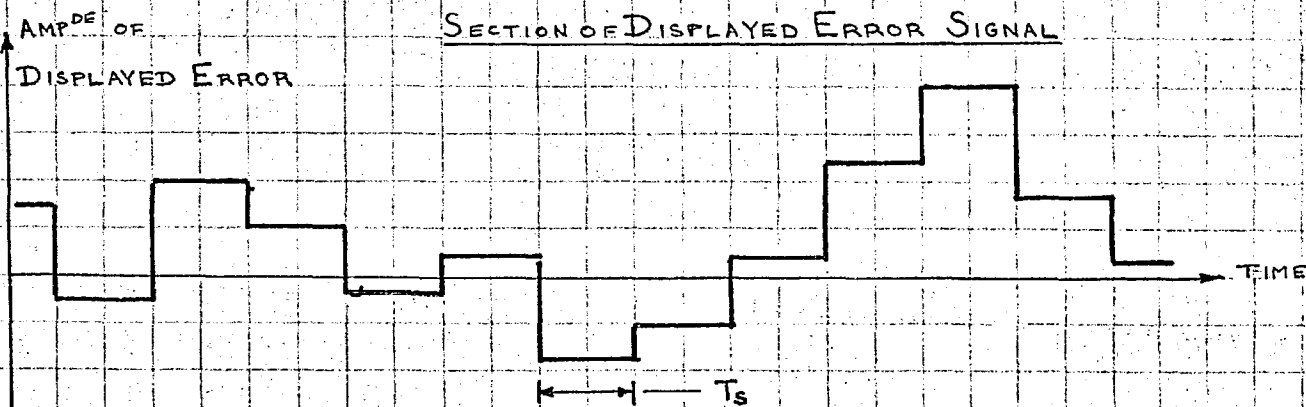 AMPDE OF
SECTION OF DISPLAYED ERROR SIGNAL
DISPLAYED ERROR
TIME
Ts